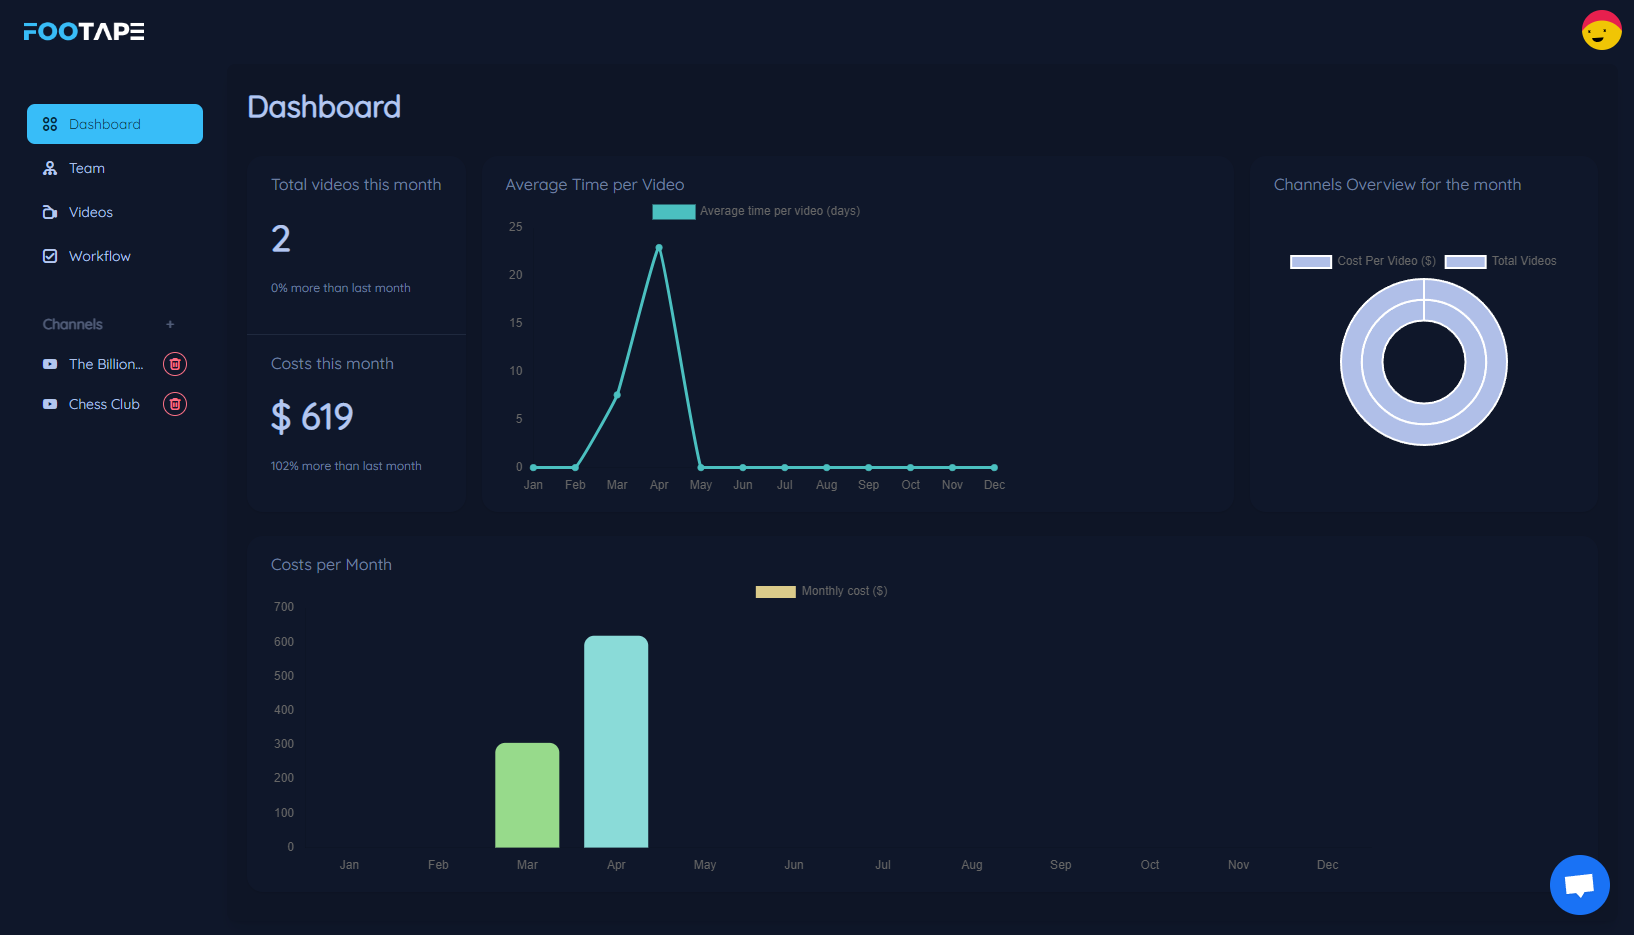 FOOTAPE
Dashboard
Team
Videos
Workflow
Channels +
The Billion...
Chess Club
Dashboard
Total videos this month
2
0% more than last month
Costs this month
$ 619
102% more than last month
Average Time per Video
Average time per video (days)
25
20
15
10
5
0
Jan Feb Mar Apr May Jun Jul Aug Sep Oct Nov Dec
Channels Overview for the month
Cost Per Video ($) Total Videos
Costs per Month
Monthly cost ($)
700
600
500
400
300
200
100
0
Jan Feb Mar Apr May Jun Jul Aug Sep Oct Nov Dec